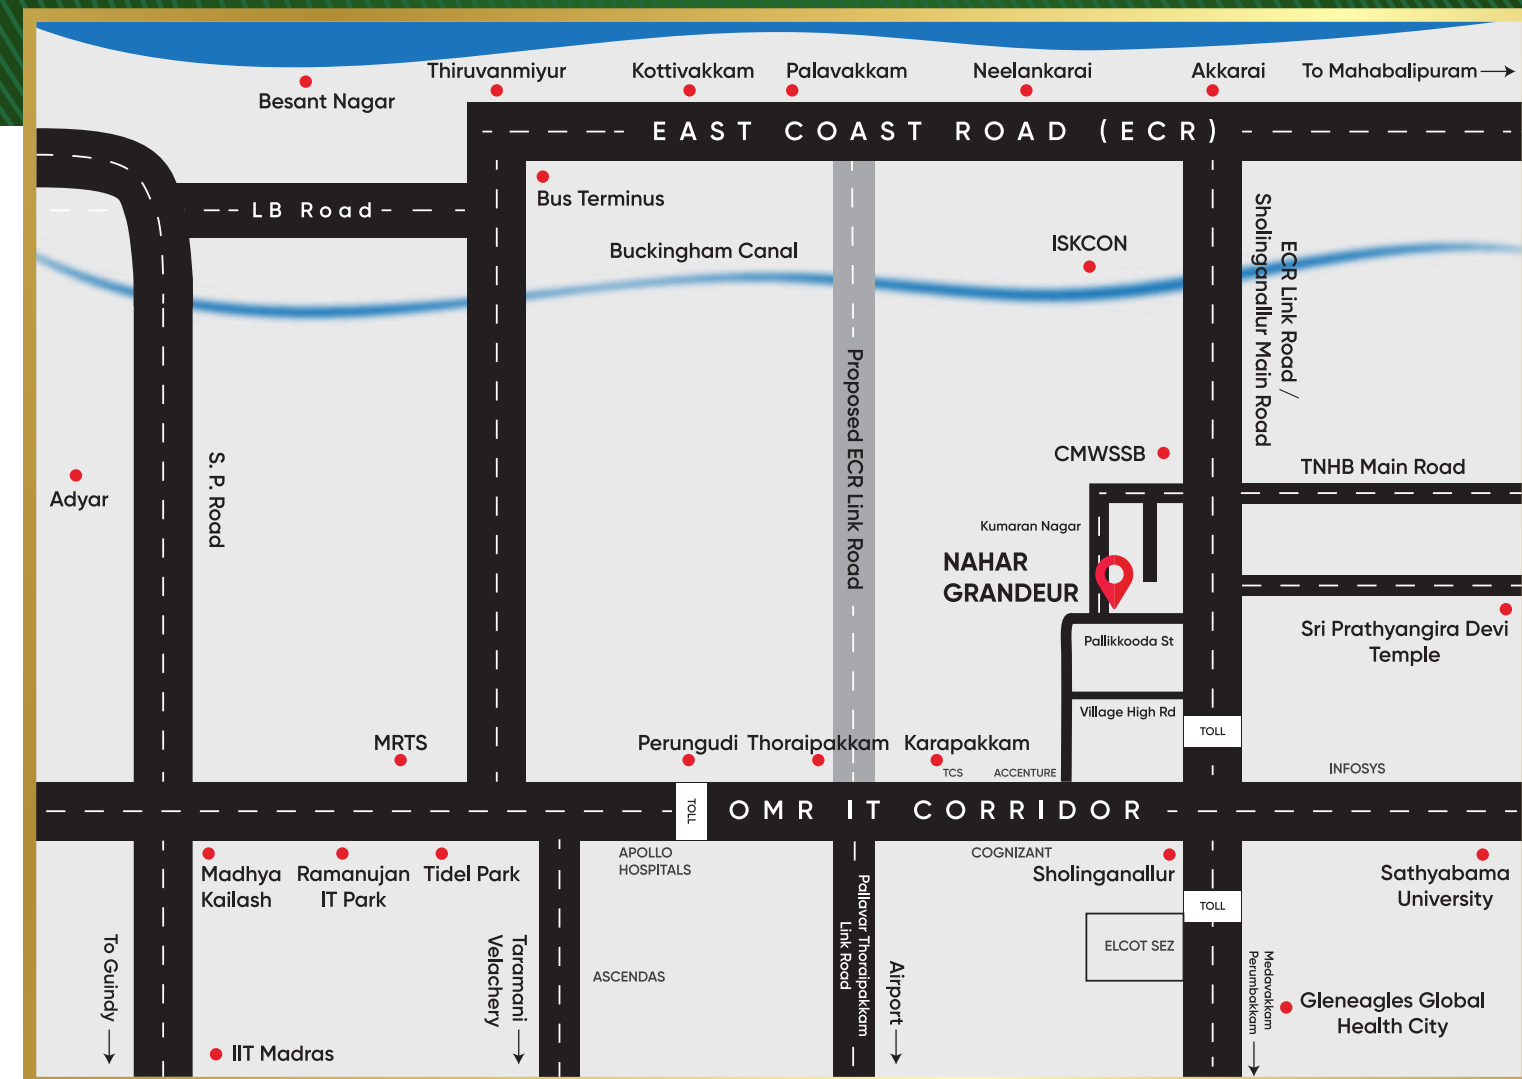 Thiruvanmiyur
Kottivakkam
Palavakkam
Neelankarai
Akkarai
To Mahabalipuram
Besant Nagar
EAST COAST ROAD (ECR)
Bus Terminus
LB Road
Buckingham Canal
ISKCON
ECR Link Road /
Sholinganallur Main Road
Proposed ECR Link Road
CMWSSB
TNHB Main Road
S. P. Road
Adyar
Kumaran Nagar
NAHAR
GRANDEUR
Pallikkooda St
Sri Prathyangira Devi
Temple
Village High Rd
TOLL
MRTS
Perungudi
Thoraipakkam
Karapakkam
TCS
ACCENTURE
INFOSYS
TOLL
OMR IT CORRIDOR
Madhya
Kailash
Ramanujan
IT Park
Tidel Park
APOLLO
HOSPITALS
COGNIZANT
Sholinganallur
Sathyabama
University
TOLL
To Guindy
Taramani
Velachery
ASCENDAS
Pallavar Thoraipakkam
Link Road
Airport
ELCOT SEZ
Medavakkam
Perumbakkam
Gleneagles Global
Health City
IIT Madras